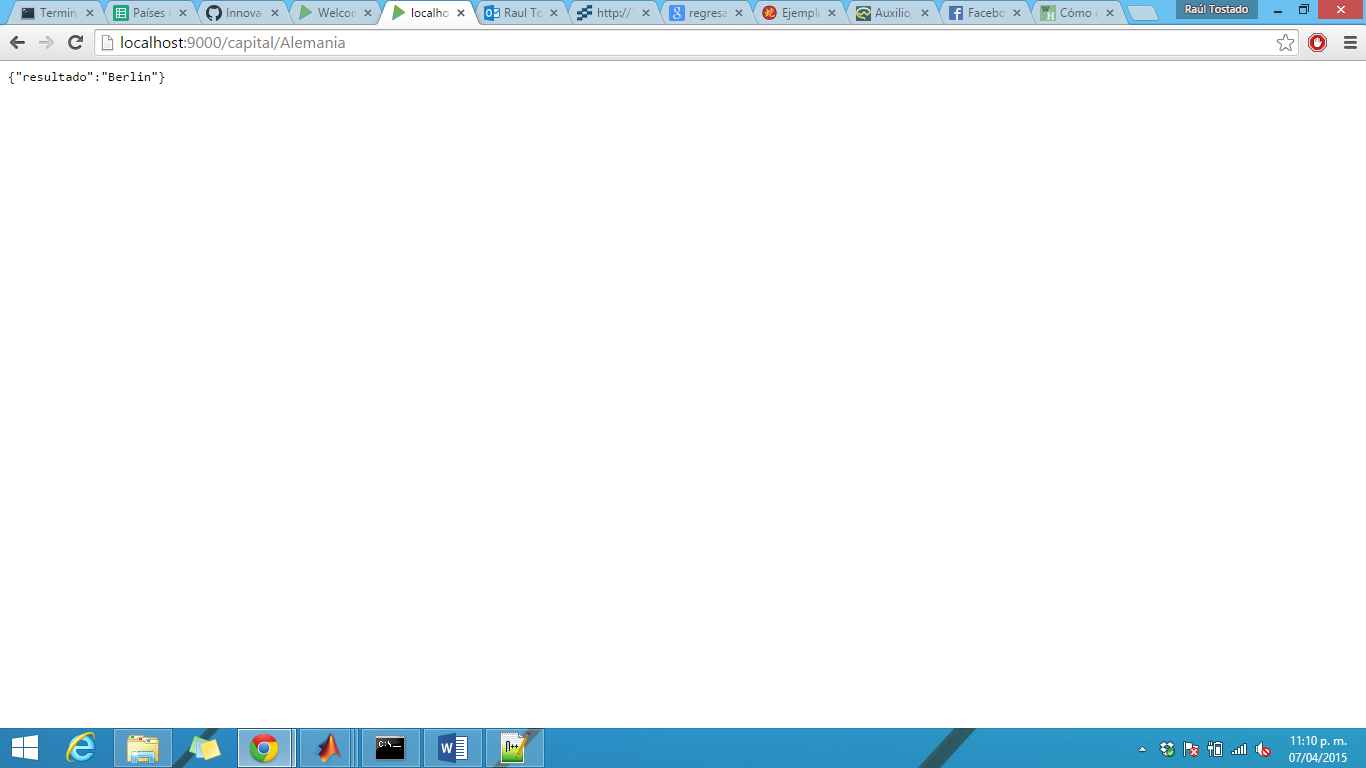 Termin Países Innova Welcon localho Raul To http:// regresa Ejempl Auxilio, Facebo Cómo Raúl Tostado
localhost:9000/capital/Alemania
{"resultado":"Berlin"}
C:\
11:10 p. m.
07/04/2015